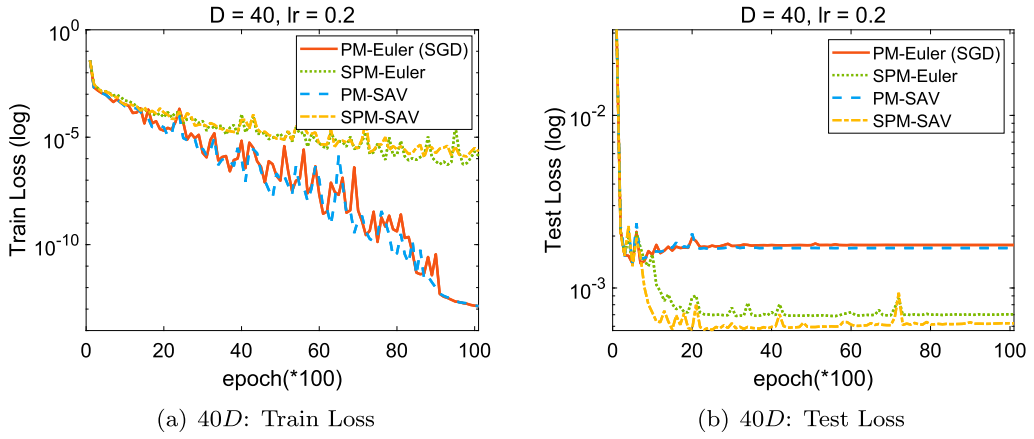 D = 40, lr = 0.2
Train Loss (log)
10^0
10^-5
10^-10
PM-Euler (SGD)
SPM-Euler
PM-SAV
SPM-SAV
0 20 40 60 80 100
epoch(*100)
(a) 40D: Train Loss
D = 40, lr = 0.2
Test Loss (log)
10^-2
10^-3
PM-Euler (SGD)
SPM-Euler
PM-SAV
SPM-SAV
0 20 40 60 80 100
epoch(*100)
(b) 40D: Test Loss